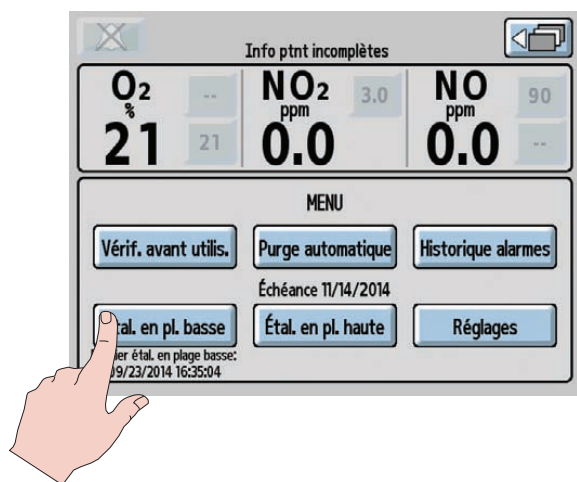 Info ptnt incomplètes
O2 % -- 21 21
NO2 ppm 3.0 0.0
NO ppm 90 0.0 --
MENU
Vérif. avant utilis. Purge automatique Historique alarmes
Échéance 11/14/2014
en pl. basse Étal. en pl. haute Réglages
étal. en plage basse:
09/23/2014 16:35:04